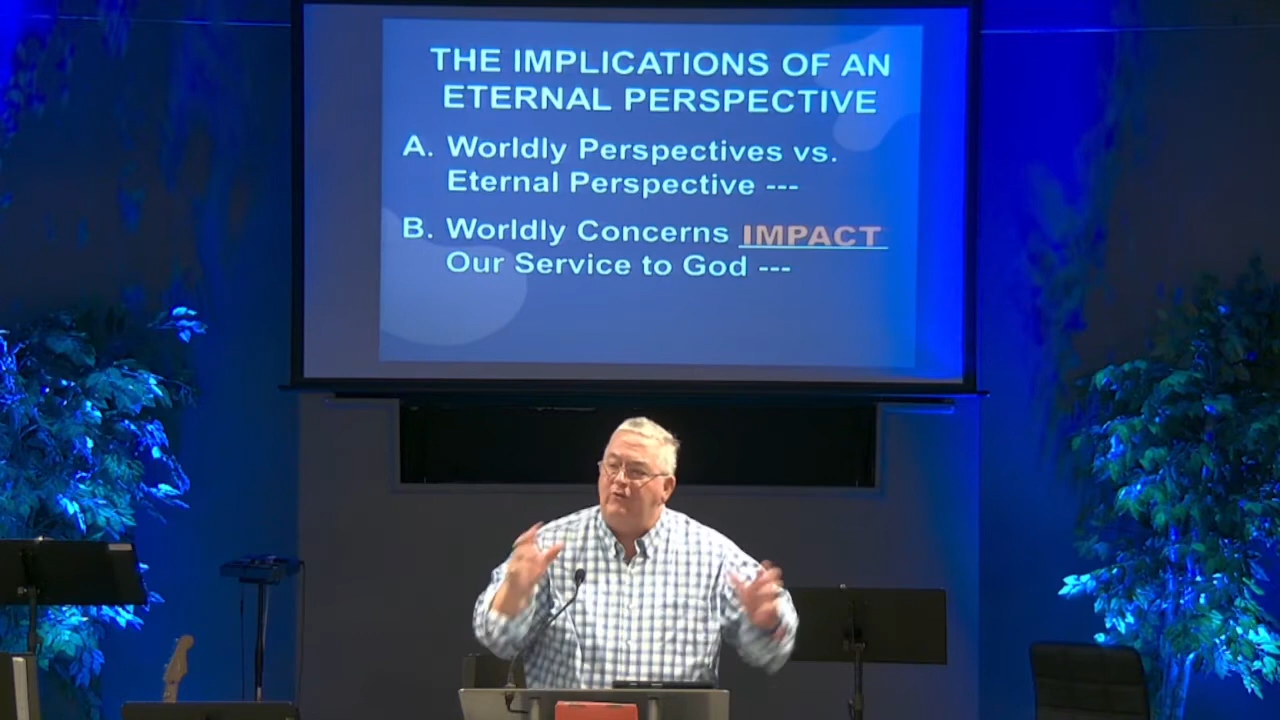 THE IMPLICATIONS OF AN
ETERNAL PERSPECTIVE
A. Worldly Perspectives vs.
Eternal Perspective ---
B. Worldly Concerns IMPACT
Our Service to God ---